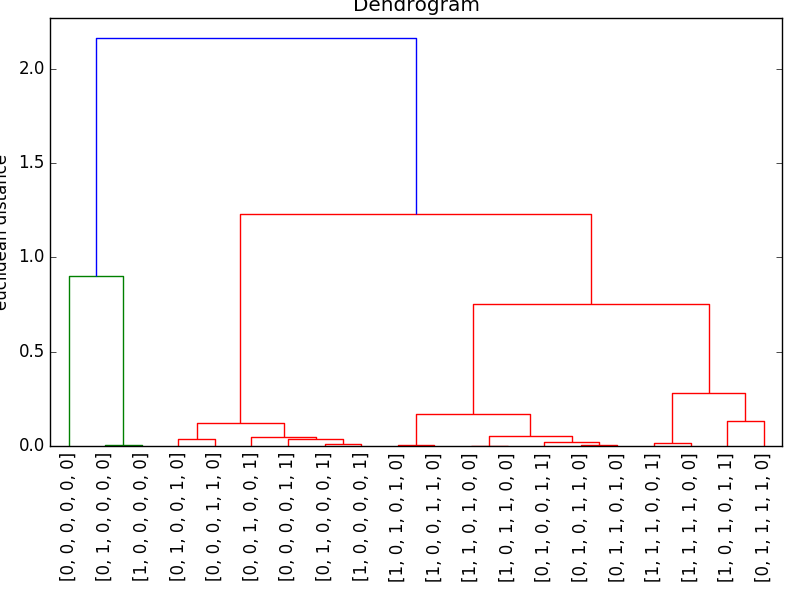 Dendrogram
euclidean distance
2.0
1.5
1.0
0.5
0.0
[0, 0, 0, 0, 0, 0]
[0, 1, 0, 0, 0, 0]
[1, 0, 0, 0, 0, 0]
[0, 1, 0, 0, 1, 0]
[0, 0, 0, 1, 1, 0]
[0, 0, 1, 0, 0, 1]
[0, 0, 0, 0, 1, 1]
[0, 1, 0, 0, 0, 1]
[1, 0, 0, 0, 0, 1]
[1, 0, 1, 0, 1, 0]
[1, 0, 0, 1, 1, 0]
[1, 1, 0, 1, 0, 0]
[1, 0, 1, 1, 0, 0]
[0, 1, 0, 0, 1, 1]
[0, 1, 0, 1, 1, 0]
[0, 0, 1, 0, 1, 1]
[1, 1, 1, 0, 0, 1]
[1, 1, 1, 1, 0, 0]
[1, 0, 1, 0, 1, 1]
[0, 1, 1, 1, 1, 0]